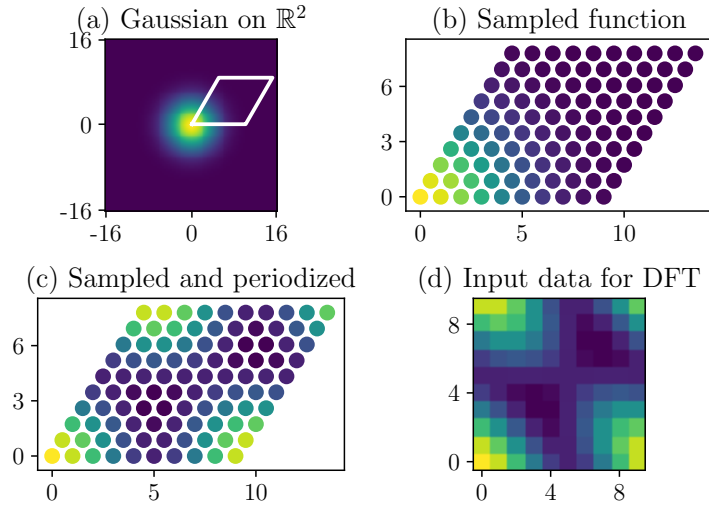 (a) Gaussian on ℝ²
(b) Sampled function
16
0
-16
-16 0 16
6
3
0
0 5 10
(c) Sampled and periodized
(d) Input data for DFT
6
3
0
0 5 10
8
4
0
0 4 8